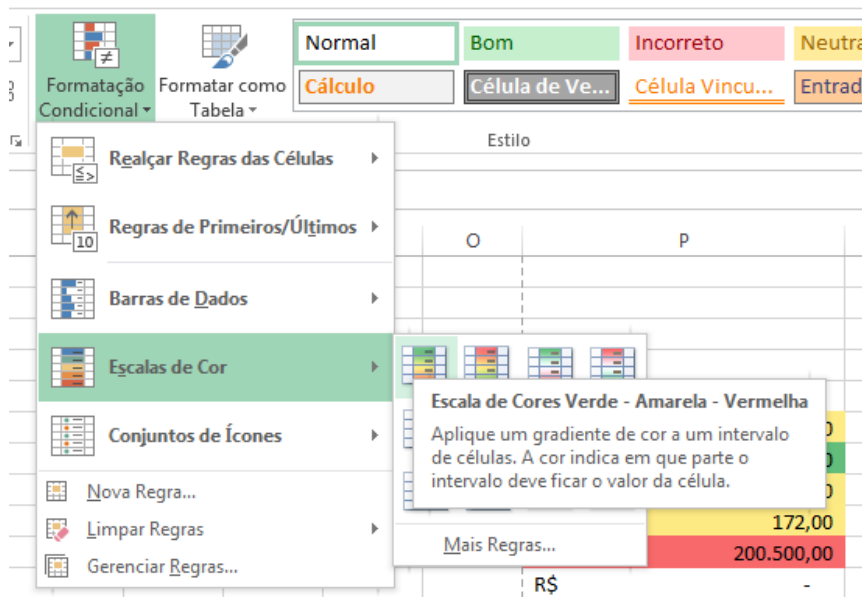 Normal
Bom
Incorreto
Neutra
Formatação
Condicional
Formatar como
Tabela
Cálculo
Célula de Ve...
Célula Vincu...
Entrad
Estilo
Realçar Regras das Células
Regras de Primeiros/Últimos
10
Barras de Dados
Escalas de Cor
Conjuntos de Ícones
Nova Regra...
Limpar Regras
Gerenciar Regras...
O
P
Escala de Cores Verde - Amarela - Vermelha
Aplique um gradiente de cor a um intervalo
de células. A cor indica em que parte o
intervalo deve ficar o valor da célula.
Mais Regras...
172,00
200.500,00
R$ -